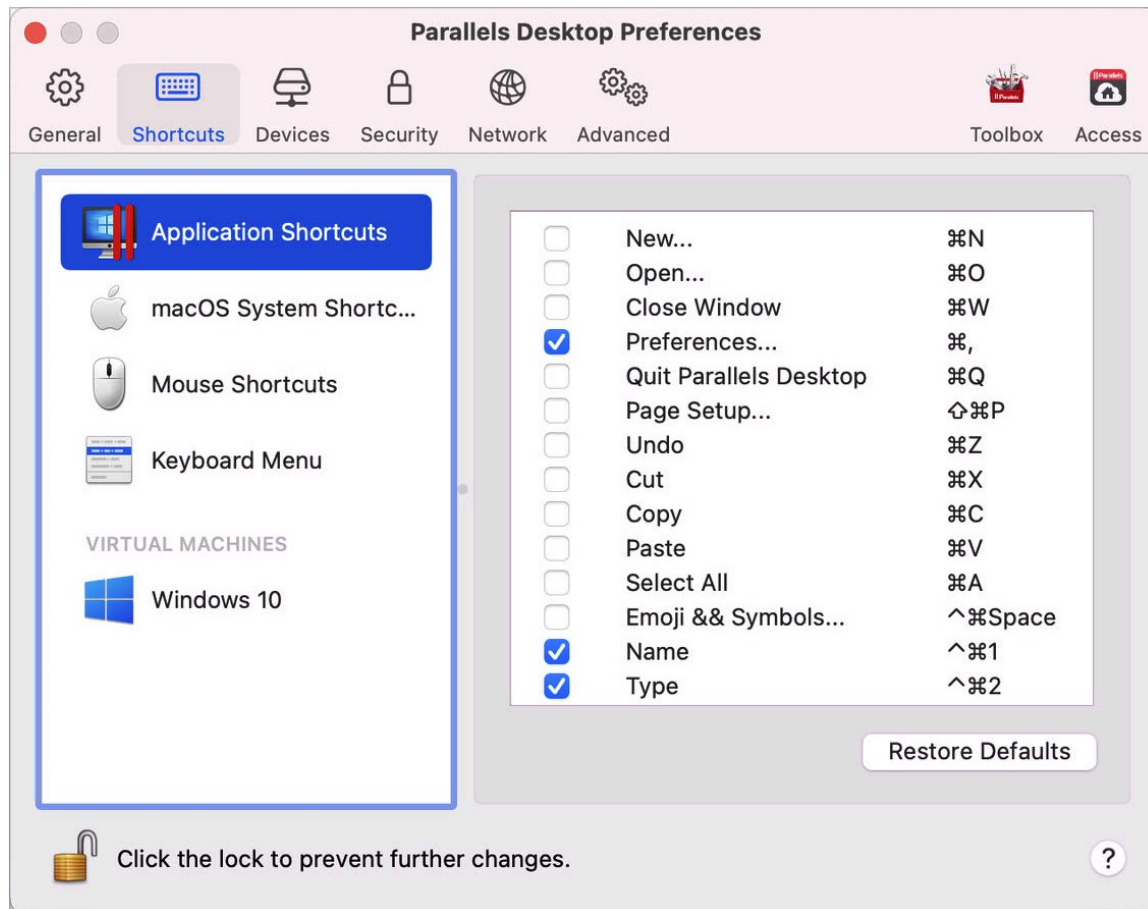 Parallels Desktop Preferences
General Shortcuts Devices Security Network Advanced Toolbox Access
Application Shortcuts
macOS System Shortc...
Mouse Shortcuts
Keyboard Menu
VIRTUAL MACHINES
Windows 10
New... ⌘N
Open... ⌘O
Close Window ⌘W
Preferences... ⌘,
Quit Parallels Desktop ⌘Q
Page Setup... ⇧⌘P
Undo ⌘Z
Cut ⌘X
Copy ⌘C
Paste ⌘V
Select All ⌘A
Emoji && Symbols... ^⌘Space
Name ^⌘1
Type ^⌘2
Restore Defaults
Click the lock to prevent further changes.
?